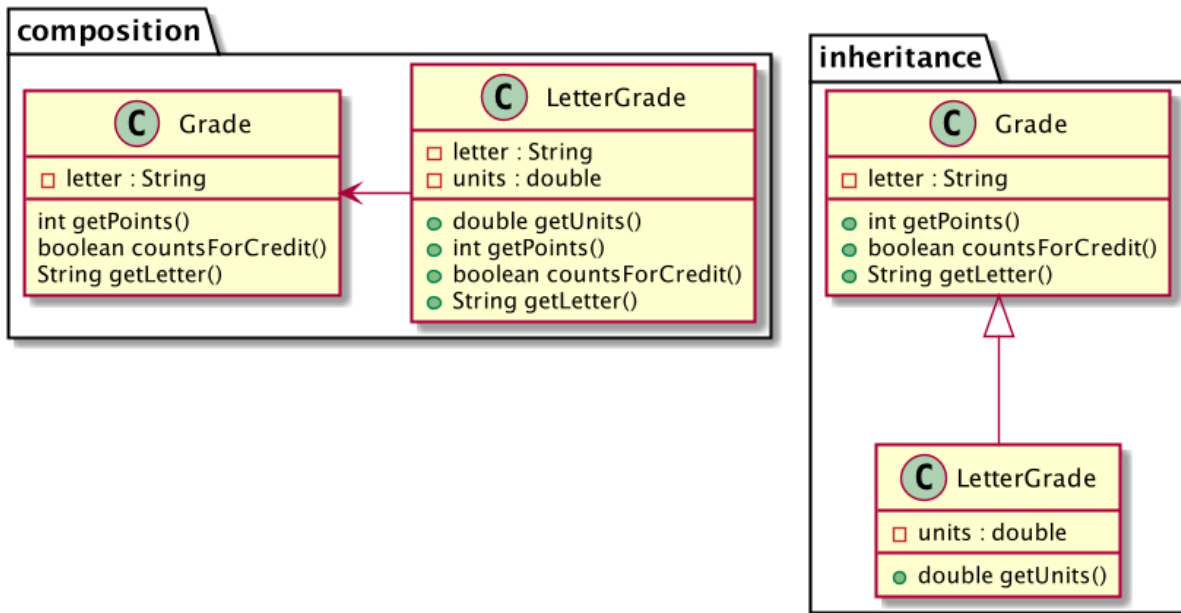 composition
C Grade
letter : String
int getPoints()
boolean countsForCredit()
String getLetter()
C LetterGrade
letter : String
units : double
double getUnits()
int getPoints()
boolean countsForCredit()
String getLetter()
inheritance
C Grade
letter : String
int getPoints()
boolean countsForCredit()
String getLetter()
C LetterGrade
units : double
double getUnits()